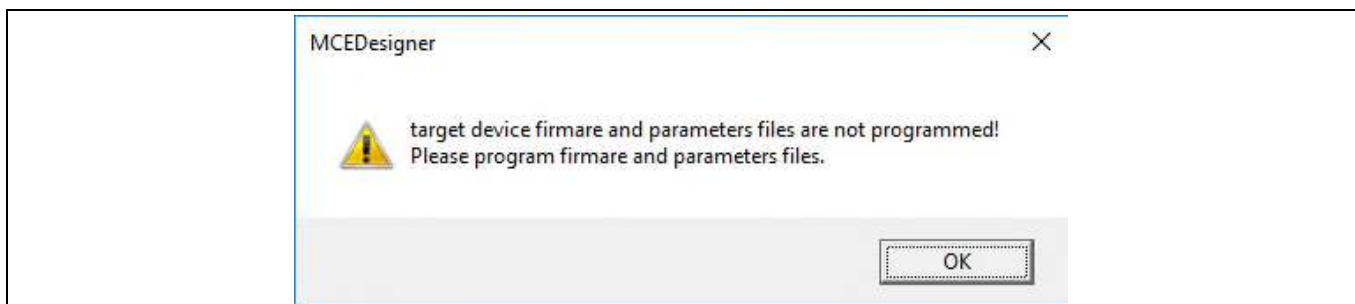 MCEDesigner
target device firmare and parameters files are not programmed!
Please program firmare and parameters files.
OK